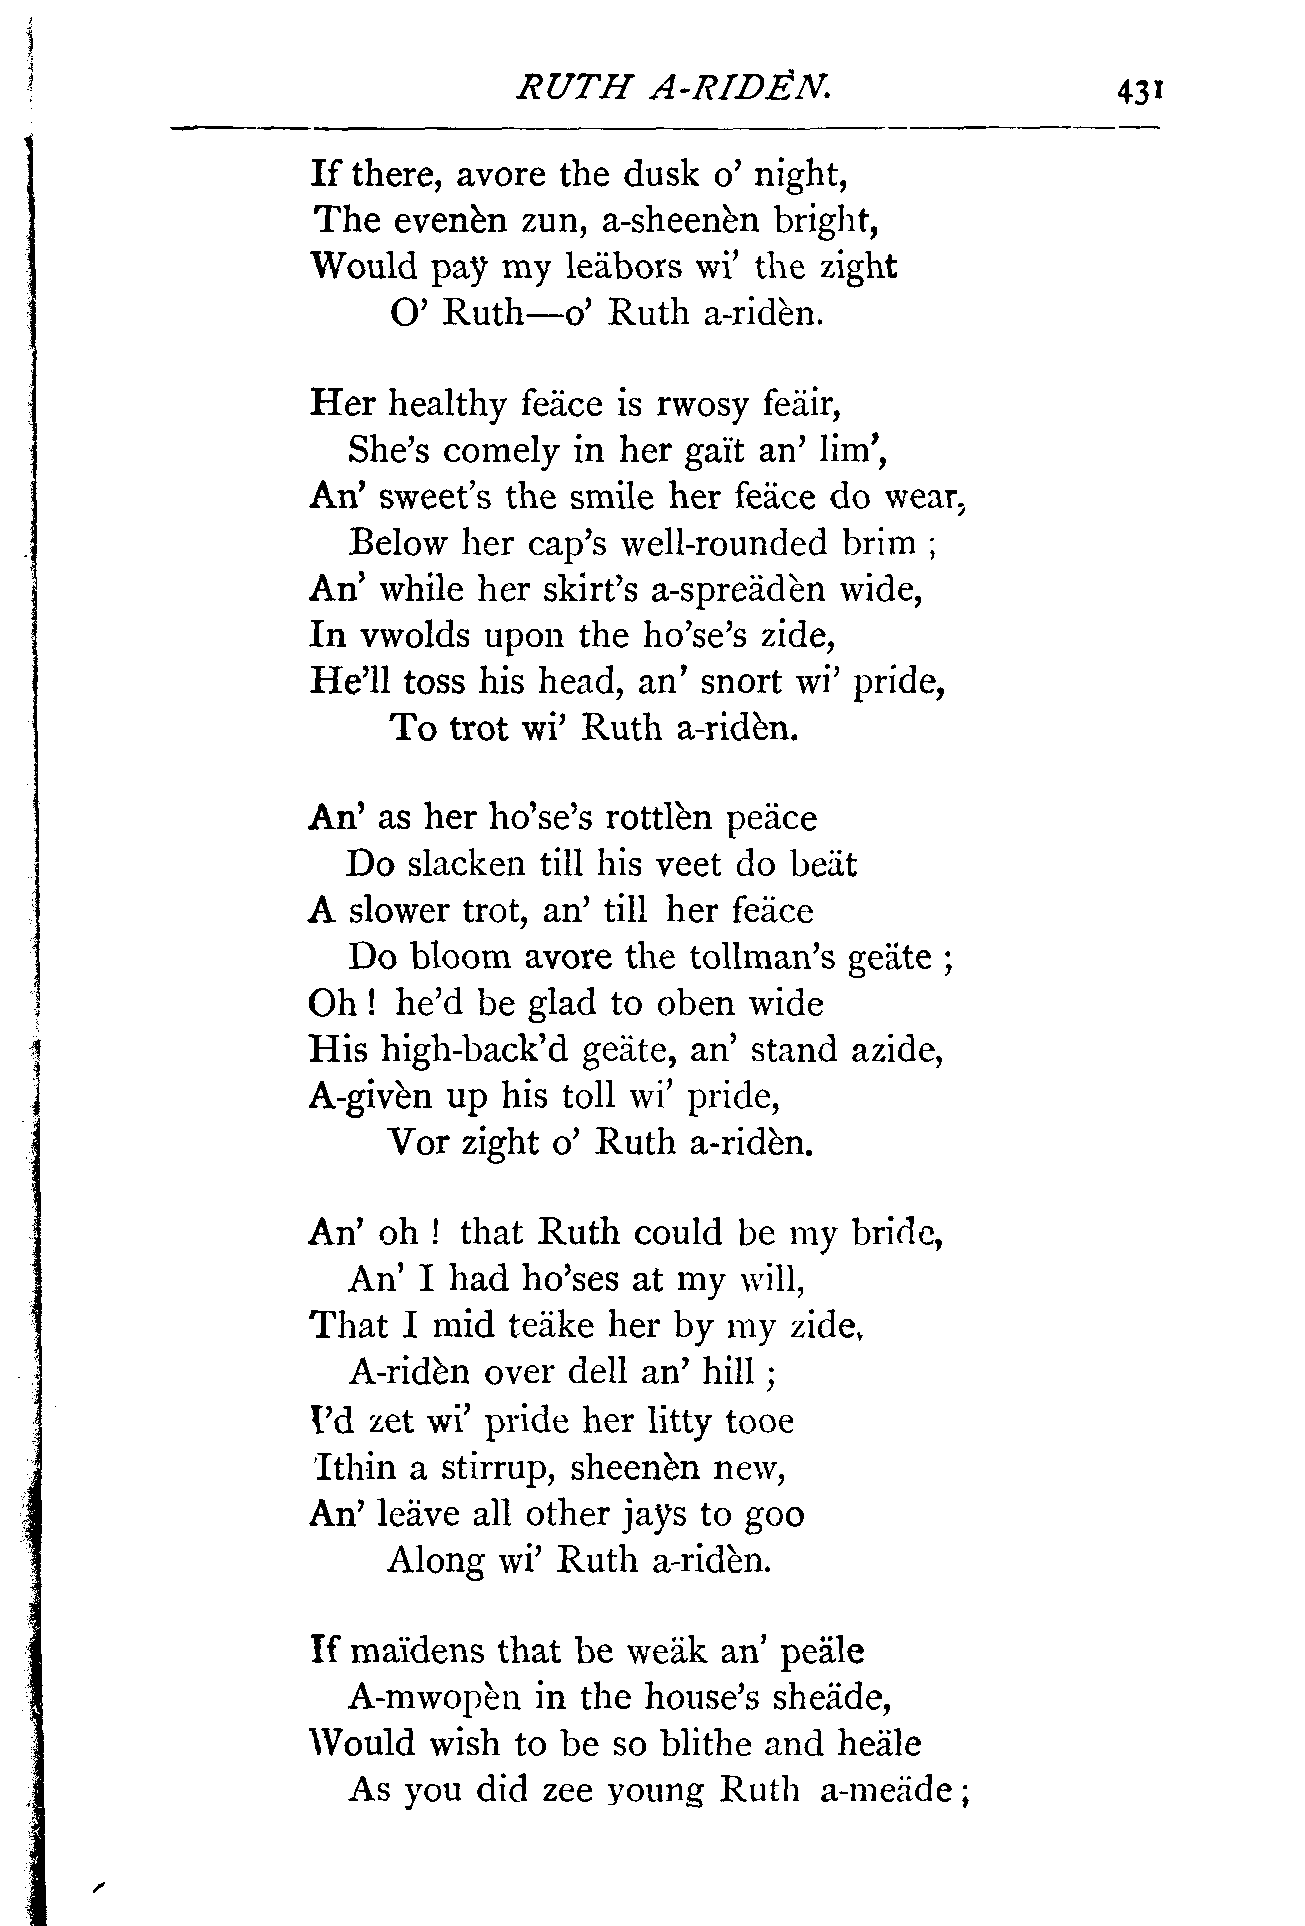 RUTH A-RIDÈN. 431
If there, avore the dusk o' night,
The evenèn zun, a-sheenèn bright,
Would paÿ my leäbors wi' the zight
O' Ruth—o' Ruth a-ridèn.
Her healthy feäce is rwosy feäir,
She's comely in her gaït an' lim',
An' sweet's the smile her feäce do wear,
Below her cap's well-rounded brim ;
An' while her skirt's a-spreädèn wide,
In vwolds upon the ho'se's zide,
He'll toss his head, an' snort wi' pride,
To trot wi' Ruth a-ridèn.
An' as her ho'se's rottlèn peäce
Do slacken till his veet do beät
A slower trot, an' till her feäce
Do bloom avore the tollman's geäte ;
Oh ! he'd be glad to oben wide
His high-back'd geäte, an' stand azide,
A-givèn up his toll wi' pride,
Vor zight o' Ruth a-ridèn.
An' oh ! that Ruth could be my bride,
An' I had ho'ses at my will,
That I mid teäke her by my zide,
A-ridèn over dell an' hill ;
I'd zet wi' pride her litty tooe
'Ithin a stirrup, sheenèn new,
An' leäve all other jaÿs to goo
Along wi' Ruth a-ridèn.
If maïdens that be weäk an' peäle
A-mwopèn in the house's sheäde,
Would wish to be so blithe and heäle
As you did zee young Ruth a-meäde ;